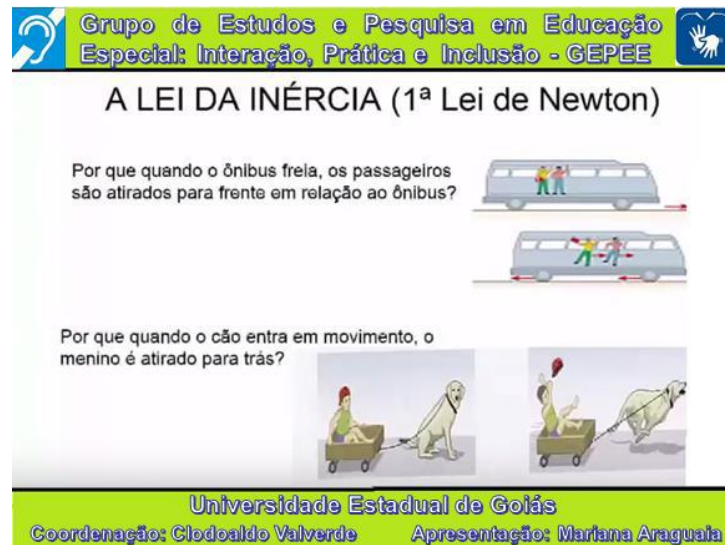 Grupo de Estudos e Pesquisa em Educação
Especial: Interação, Prática e Inclusão - GEPEE
A LEI DA INÉRCIA (1ª Lei de Newton)
Por que quando o ônibus freia, os passageiros
são atirados para frente em relação ao ônibus?
Por que quando o cão entra em movimento, o
menino é atirado para trás?
Universidade Estadual de Goiás
Coordenação: Clodoaldo Valverde Apresentação: Mariana Araguaia